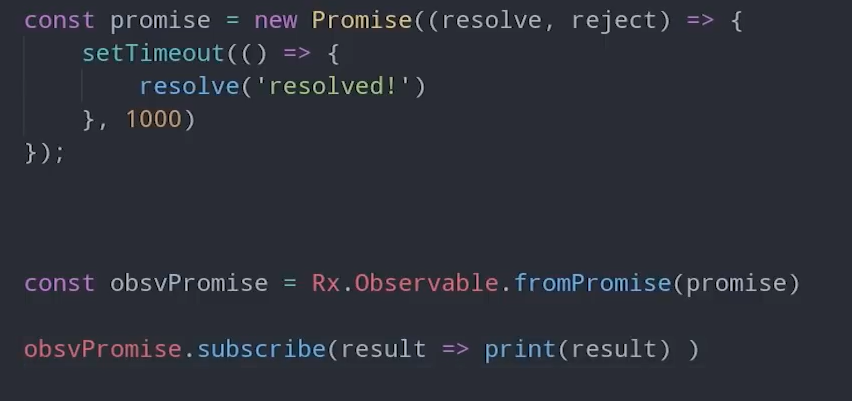 const promise = new Promise((resolve, reject) => {
    setTimeout(() => {
        resolve('resolved!')
    }, 1000)
});
const obsvPromise = Rx.Observable.fromPromise(promise)
obsvPromise.subscribe(result => print(result) )